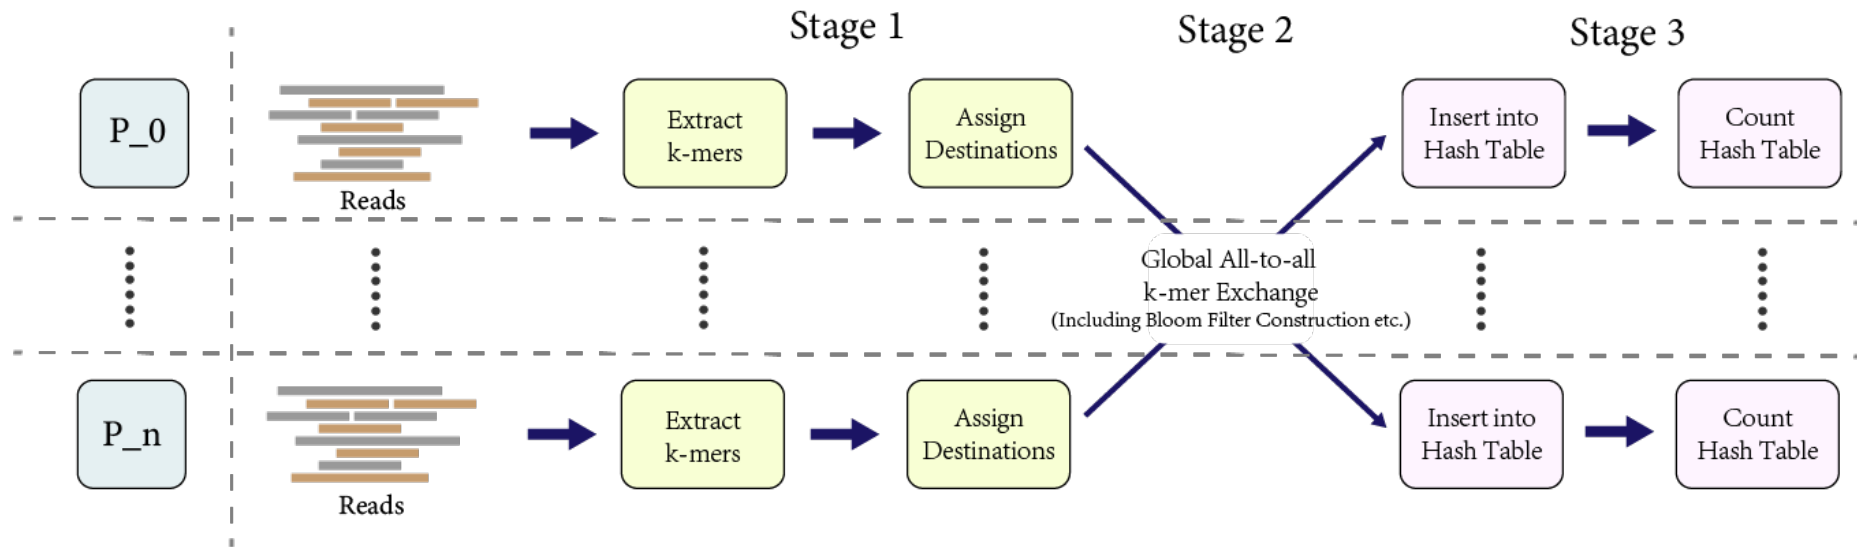 Stage 1
Stage 2
Stage 3
P_0
Reads
Extract
k-mers
Assign
Destinations
Insert into
Hash Table
Count
Hash Table
Global All-to-all
k-mer Exchange
(Including Bloom Filter Construction etc.)
P_n
Reads
Extract
k-mers
Assign
Destinations
Insert into
Hash Table
Count
Hash Table